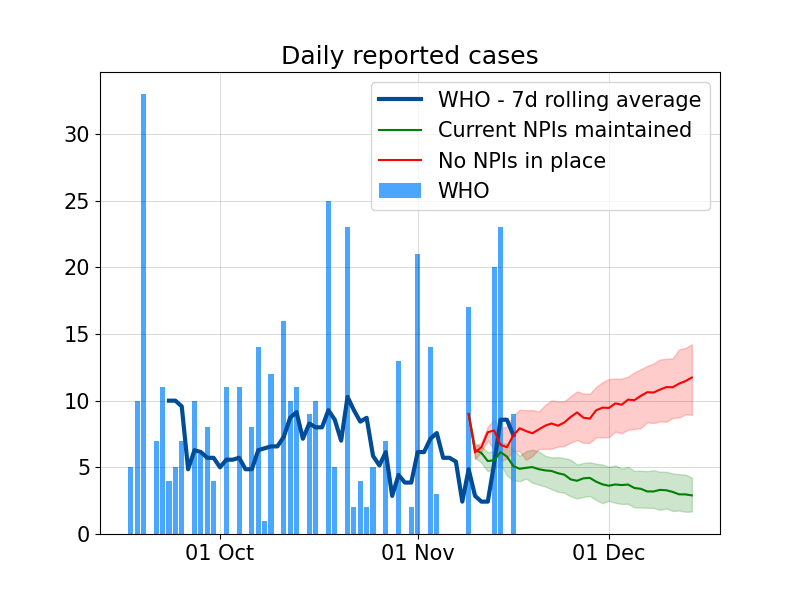 Daily reported cases
WHO - 7d rolling average
Current NPIs maintained
No NPIs in place
WHO
30
25
20
15
10
5
0
01 Oct
01 Nov
01 Dec